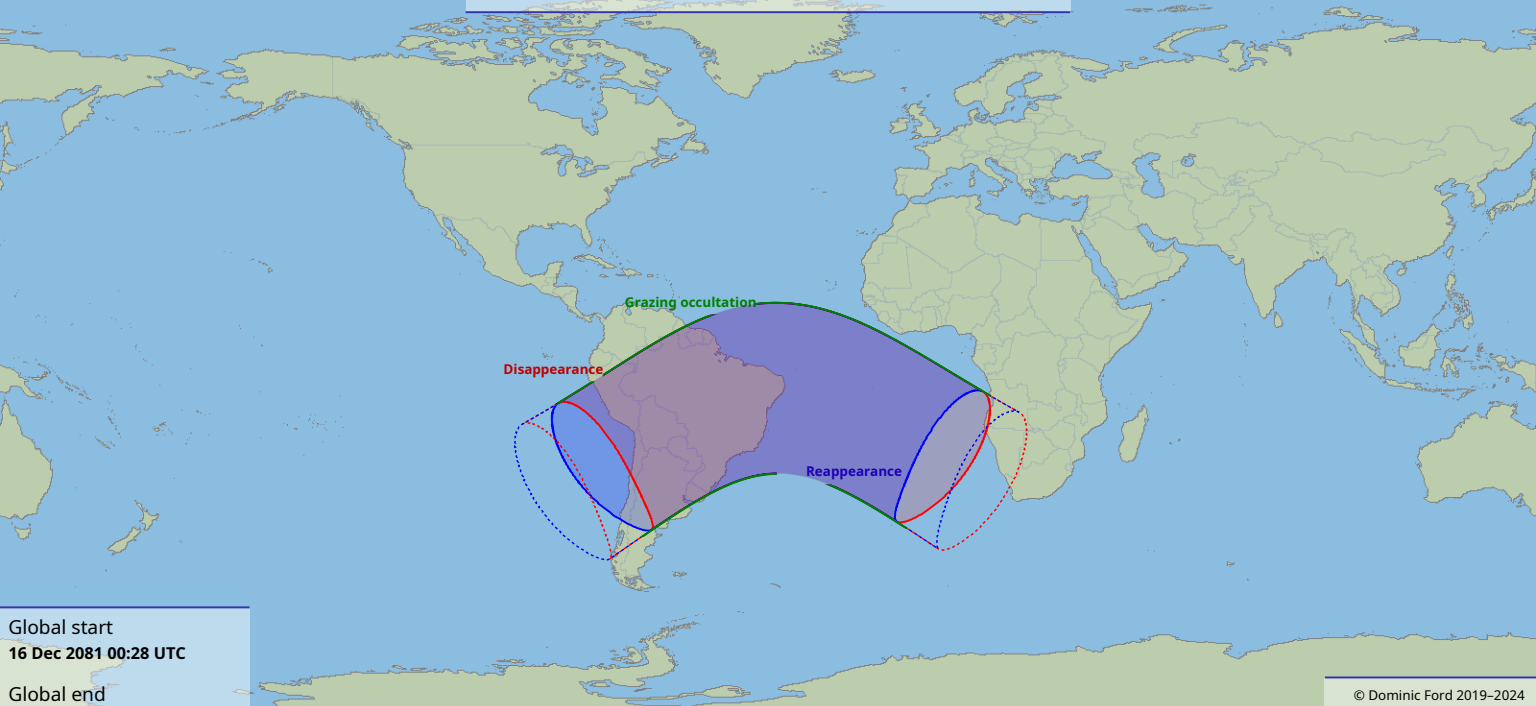 Grazing occultation
Disappearance
Reappearance
Global start
16 Dec 2081 00:28 UTC
Global end
© Dominic Ford 2019–2024